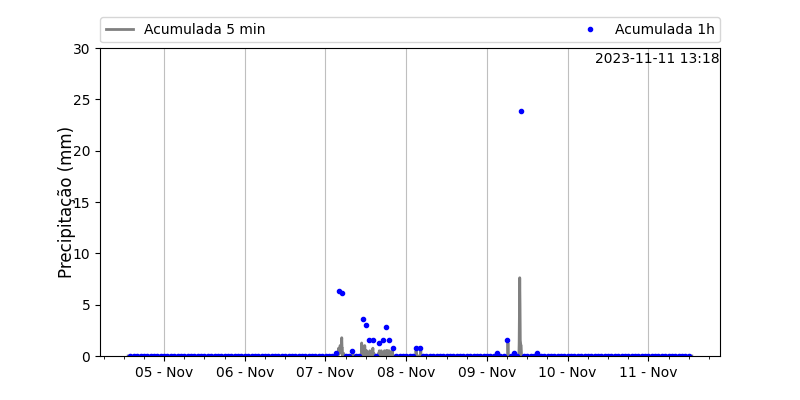 Acumulada 5 min
Acumulada 1h
2023-11-11 13:18
Precipitação (mm)
30
25
20
15
10
5
0
05 - Nov
06 - Nov
07 - Nov
08 - Nov
09 - Nov
10 - Nov
11 - Nov